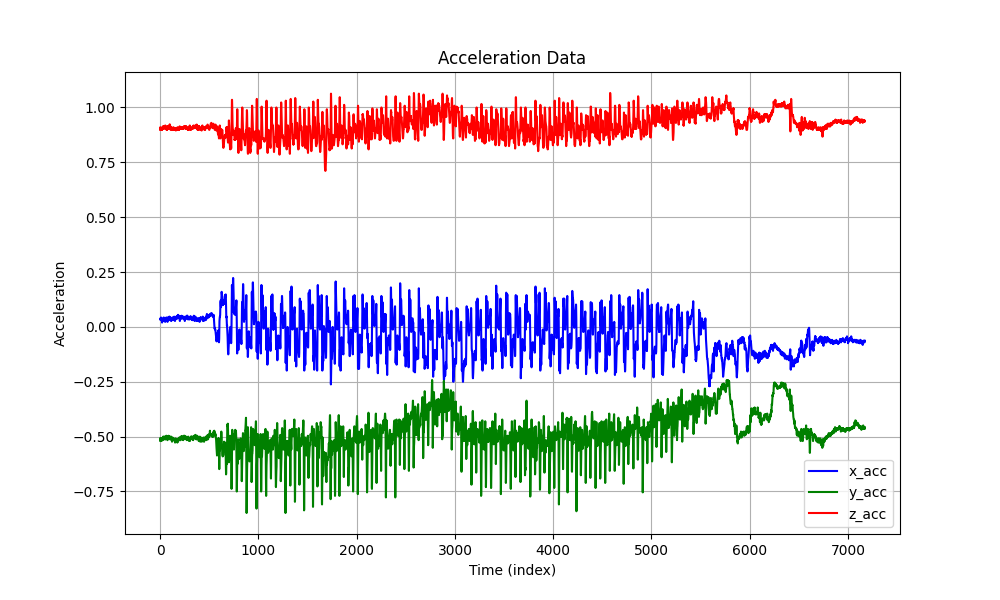 Acceleration Data
Acceleration
1.00
0.75
0.50
0.25
0.00
−0.25
−0.50
−0.75
x_acc
y_acc
z_acc
0 1000 2000 3000 4000 5000 6000 7000
Time (index)